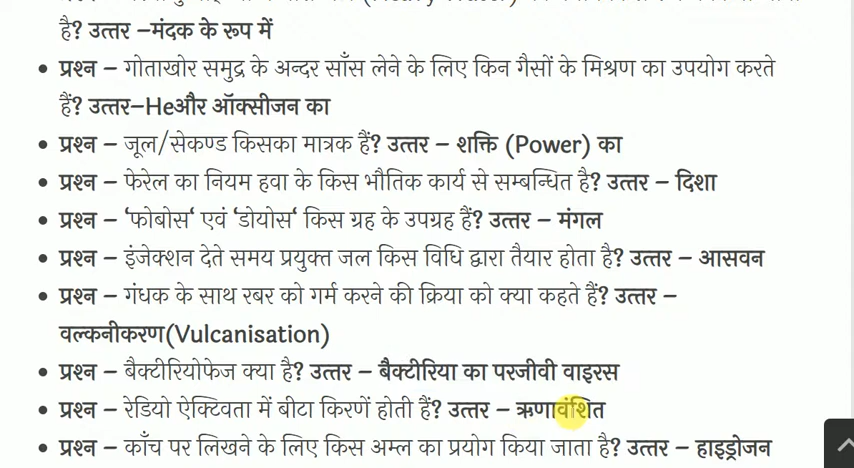 है? उत्तर –मंदक के रूप में
• प्रश्न – गोताखोर समुद्र के अन्दर साँस लेने के लिए किन गैसों के मिश्रण का उपयोग करते
हैं? उत्तर–Heऔर ऑक्सीजन का
• प्रश्न – जूल/सेकण्ड किसका मात्रक हैं? उत्तर – शक्ति (Power) का
• प्रश्न – फेरेल का नियम हवा के किस भौतिक कार्य से सम्बन्धित है? उत्तर – दिशा
• प्रश्न – ‘फोबोस‘ एवं ‘डोयोस‘ किस ग्रह के उपग्रह हैं? उत्तर – मंगल
• प्रश्न – इंजेक्शन देते समय प्रयुक्त जल किस विधि द्वारा तैयार होता है? उत्तर – आसवन
• प्रश्न – गंधक के साथ रबर को गर्म करने की क्रिया को क्या कहते हैं? उत्तर –
वल्कनीकरण(Vulcanisation)
• प्रश्न – बैक्टीरियोफेज क्या है? उत्तर – बैक्टीरिया का परजीवी वाइरस
• प्रश्न – रेडियो ऐक्टिवता में बीटा किरणें होती हैं? उत्तर – ऋणावंशित
• प्रश्न – काँच पर लिखने के लिए किस अम्ल का प्रयोग किया जाता है? उत्तर – हाइड्रोजन